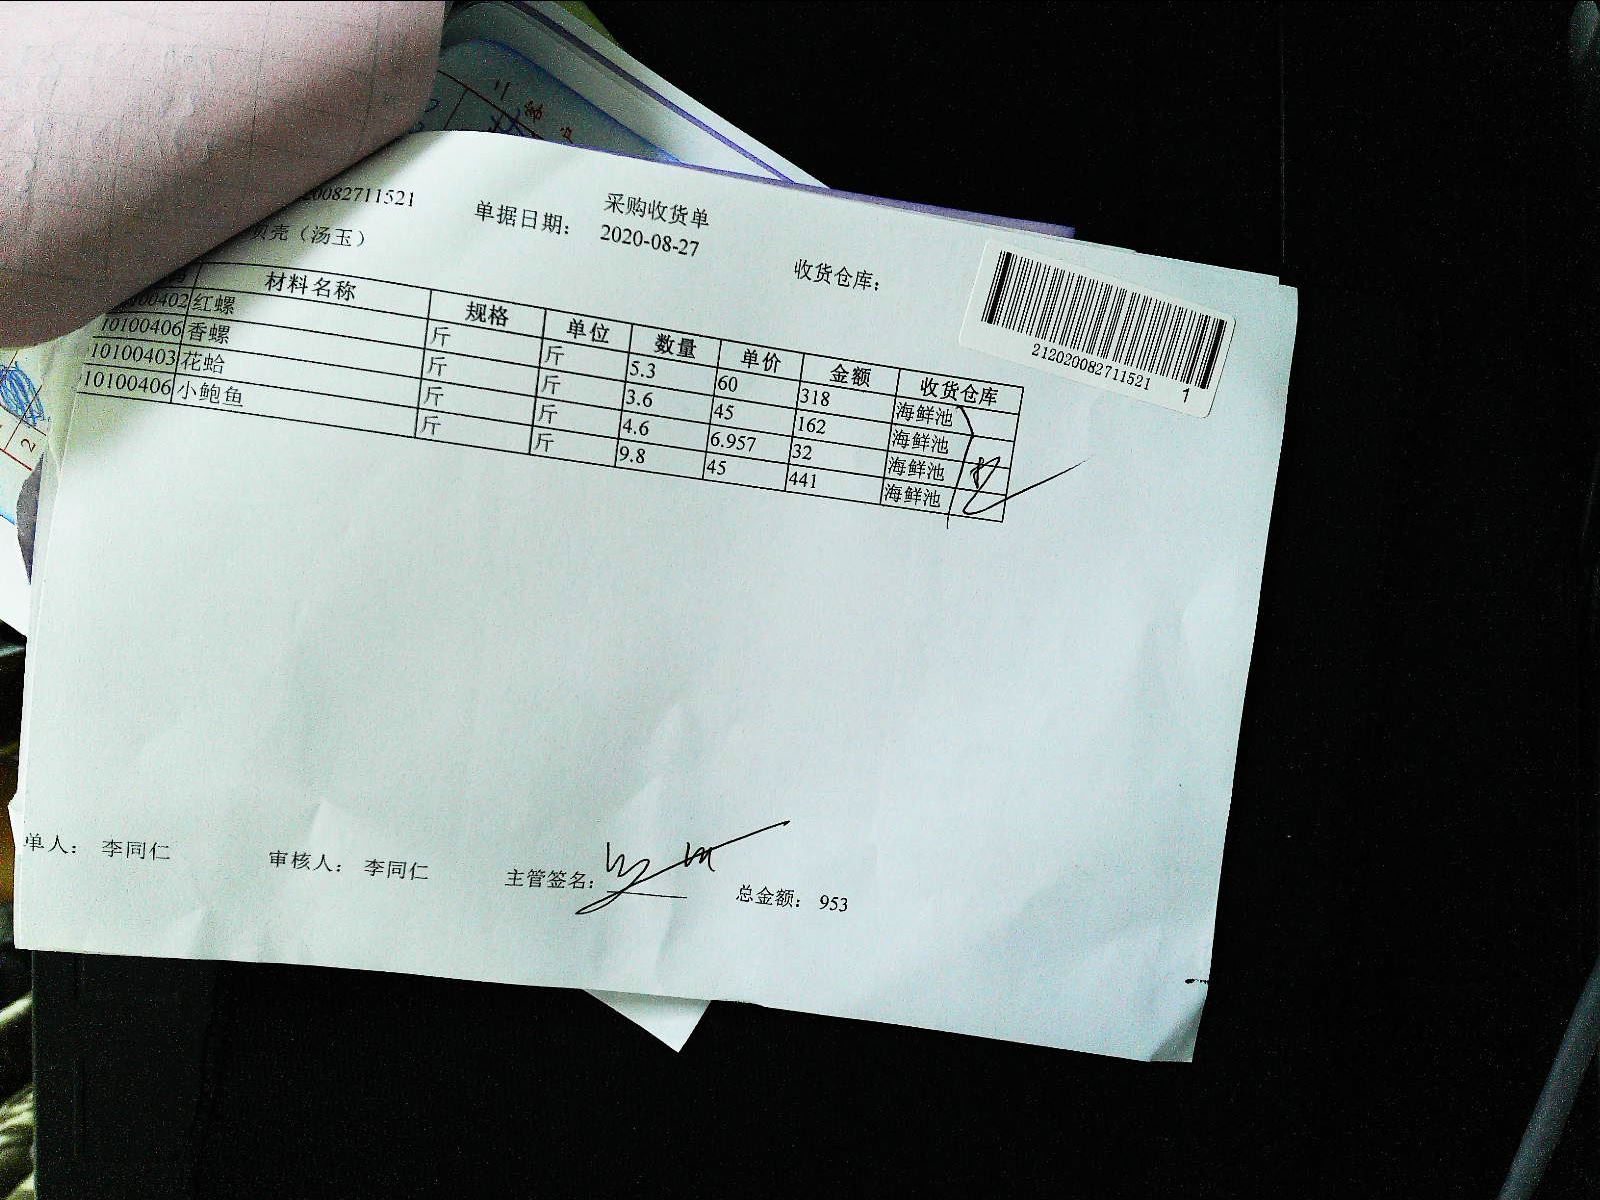 采购收货单
20082711521 单据日期： 2020-08-27 收货仓库：
壳（汤玉）
212020082711521 1
材料名称 规格 单位 数量 单价 金额 收货仓库
00402 红螺 斤 斤 5.3 60 318 海鲜池
10100406 香螺 斤 斤 3.6 45 162 海鲜池
10100403 花蛤 斤 斤 4.6 6.957 32 海鲜池
10100406 小鲍鱼 斤 斤 9.8 45 441 海鲜池
单人： 李同仁 审核人： 李同仁 主管签名： 总金额： 953
2